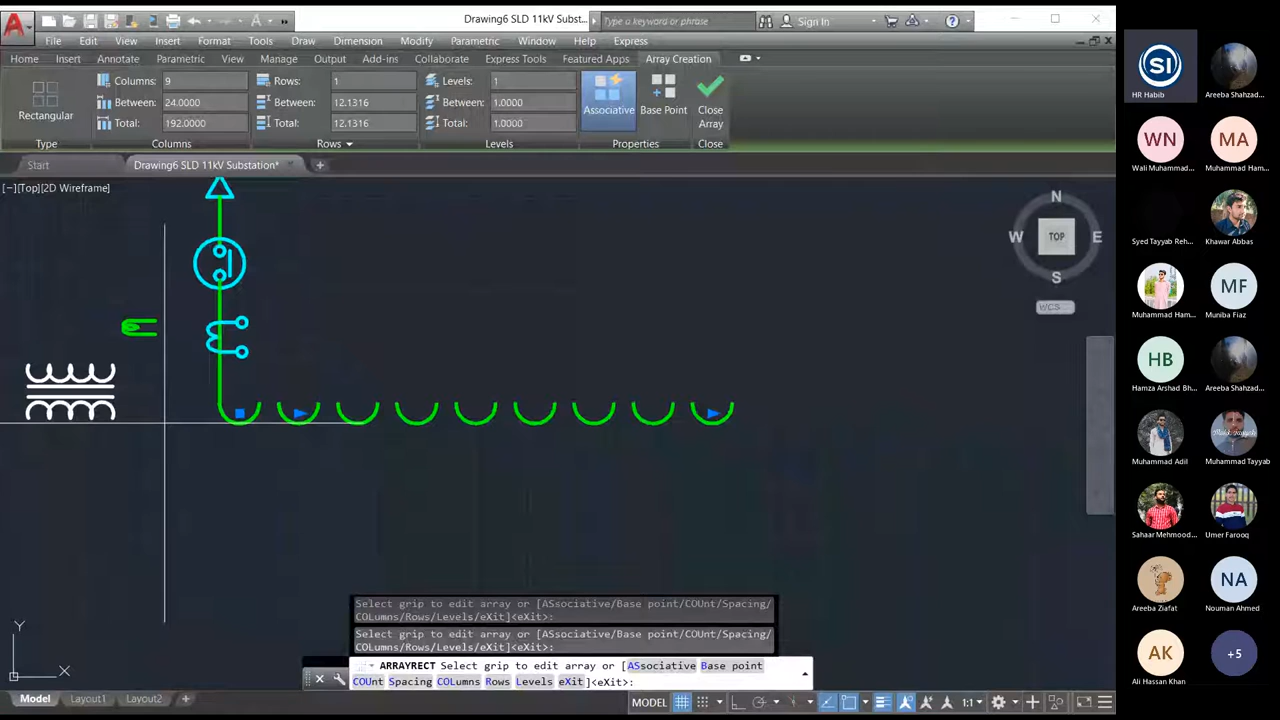 Drawing6 SLD 11kV Subst...
Type a keyword or phrase
Sign In
File Edit View Insert Format Tools Draw Dimension Modify Parametric Window Help Express
Home Insert Annotate Parametric View Manage Output Add-ins Collaborate Express Tools Featured Apps Array Creation
Rectangular
Columns: 9
Between: 24.0000
Total: 192.0000
Rows: 1
Between: 12.1316
Total: 12.1316
Levels: 1
Between: 1.0000
Total: 1.0000
Associative
Base Point
Close
Array
Type Columns Rows Levels Properties Close
Start Drawing6 SLD 11kV Substation*
[−][Top][2D Wireframe]
N
W TOP E
S
WCS
Y
X
Select grip to edit array or [ASsociative/Base point/COUnt/Spacing/
COLumns/Rows/Levels/eXit]<eXit>:
Select grip to edit array or [ASsociative/Base point/COUnt/Spacing/
COLumns/Rows/Levels/eXit]<eXit>:
ARRAYRECT Select grip to edit array or [ASsociative Base point
COUnt Spacing COLumns Rows Levels eXit]<eXit>:
Model Layout1 Layout2
MODEL
1:1
SI
HR Habib
Areeba Shahzad...
WN
Wali Muhammad...
MA
Muhammad Ham...
Syed Tayyab Reh...
Khawar Abbas
Muhammad Ham...
MF
Muniba Fiaz
HB
Hamza Arshad Bh...
Areeba Shahzad...
Muhammad Adil
Muhammad Tayyab
Sahaar Mehmood...
Umer Farooq
Areeba Ziafat
NA
Nouman Ahmed
AK
Ali Hassan Khan
+5